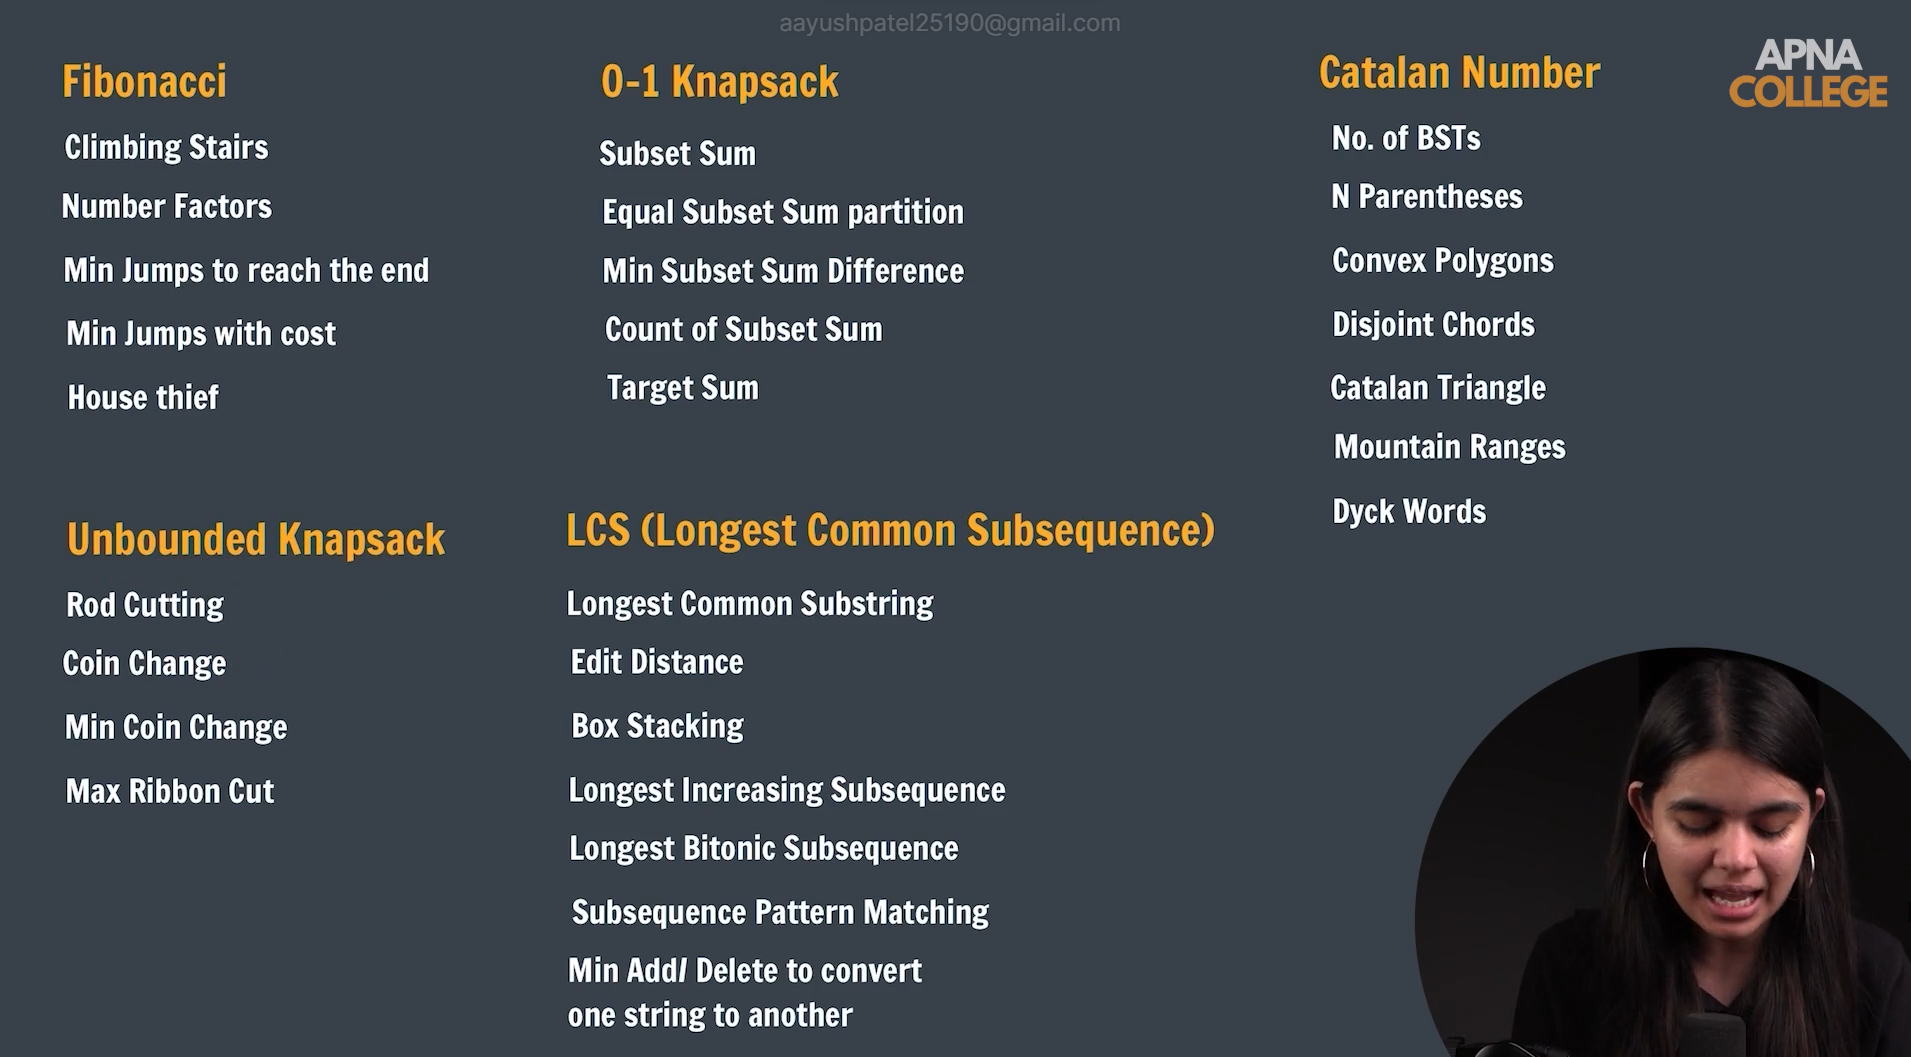 aayushpatel25190@gmail.com
APNA
COLLEGE
Fibonacci
Climbing Stairs
Number Factors
Min Jumps to reach the end
Min Jumps with cost
House thief
0-1 Knapsack
Subset Sum
Equal Subset Sum partition
Min Subset Sum Difference
Count of Subset Sum
Target Sum
Catalan Number
No. of BSTs
N Parentheses
Convex Polygons
Disjoint Chords
Catalan Triangle
Mountain Ranges
Dyck Words
Unbounded Knapsack
Rod Cutting
Coin Change
Min Coin Change
Max Ribbon Cut
LCS (Longest Common Subsequence)
Longest Common Substring
Edit Distance
Box Stacking
Longest Increasing Subsequence
Longest Bitonic Subsequence
Subsequence Pattern Matching
Min Add/ Delete to convert
one string to another